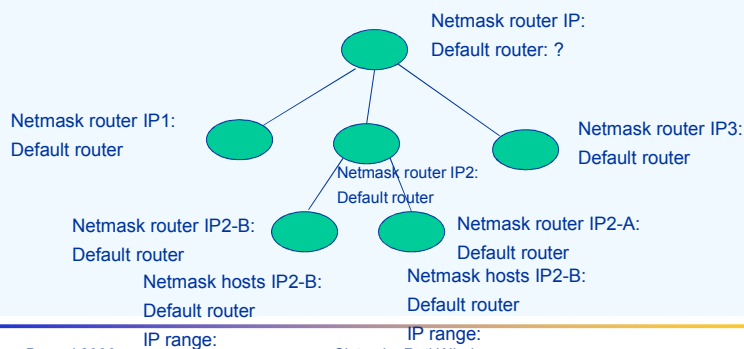 Netmask router IP:
Default router: ?
Netmask router IP1:
Default router
Netmask router IP3:
Default router
Netmask router IP2:
Default router
Netmask router IP2-B:
Default router
Netmask router IP2-A:
Default router
Netmask hosts IP2-B:
Default router
IP range:
Netmask hosts IP2-B:
Default router
IP range: